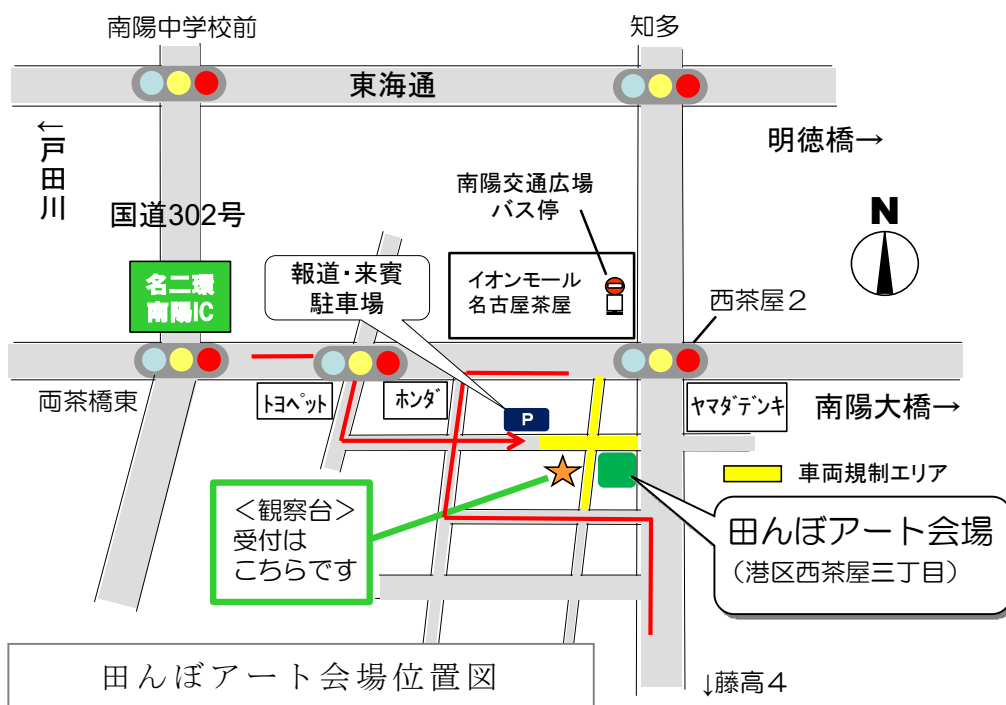 南陽中学校前
知多
東海通
←戸田川
明徳橋→
南陽交通広場
バス停
国道302号
N
報道・来賓
駐車場
イオンモール
名古屋茶屋
名二環
南陽IC
西茶屋2
両茶橋東
ﾄﾖﾍﾟｯﾄ
ﾎﾝﾀﾞ
ﾔﾏﾀﾞﾃﾞﾝｷ
南陽大橋→
P
車両規制エリア
＜観察台＞
受付は
こちらです
田んぼアート会場
（港区西茶屋三丁目）
田んぼアート会場位置図
↓藤高4